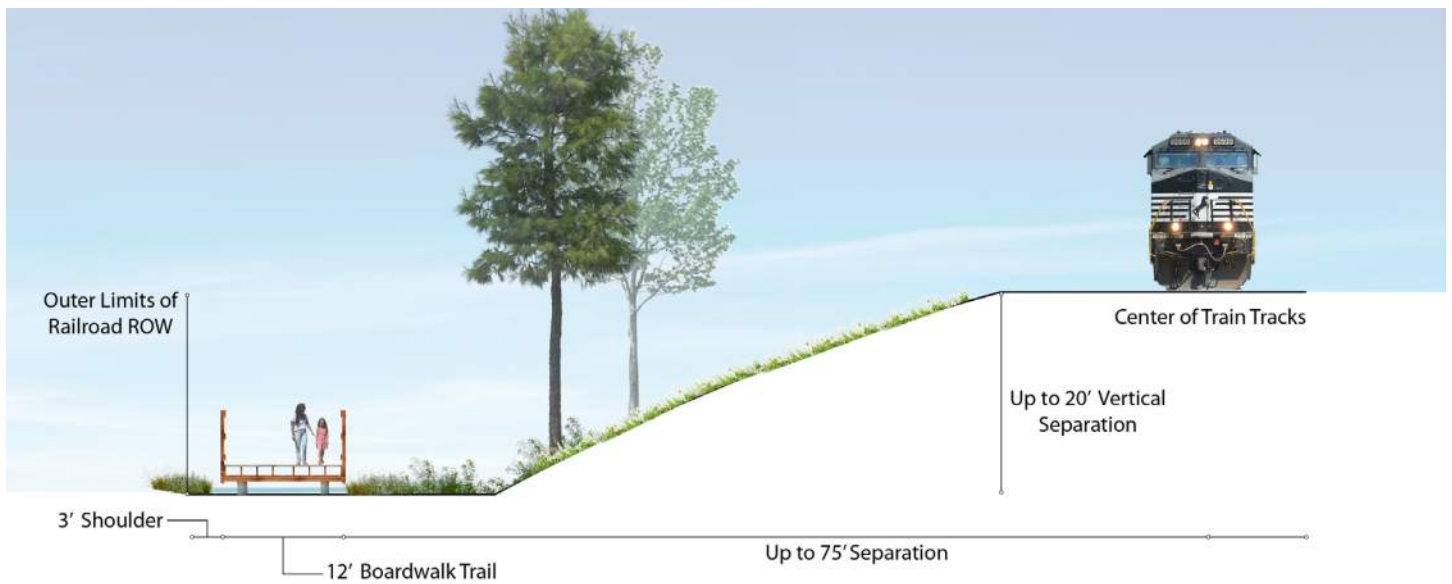 Outer Limits of
Railroad ROW
Center of Train Tracks
Up to 20' Vertical
Separation
3' Shoulder
Up to 75' Separation
12' Boardwalk Trail